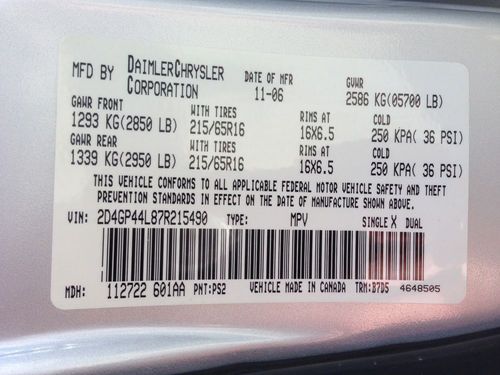 MFD BY DAIMLERCHRYSLER CORPORATION DATE OF MFR 11-06 GVWR 2586 KG(05700 LB)
GAWR FRONT WITH TIRES RIMS AT COLD
1293 KG(2850 LB) 215/65R16 16X6.5 250 KPA( 36 PSI)
GAWR REAR WITH TIRES RIMS AT COLD
1339 KG(2950 LB) 215/65R16 16X6.5 250 KPA( 36 PSI)
THIS VEHICLE CONFORMS TO ALL APPLICABLE FEDERAL MOTOR VEHICLE SAFETY AND THEFT
PREVENTION STANDARDS IN EFFECT ON THE DATE OF MANUFACTURE SHOWN ABOVE.
VIN: 2D4GP44L87R215490 TYPE: MPV SINGLE X DUAL
MDH: 112722 601AA PNT:PS2 VEHICLE MADE IN CANADA TRM:B7D5 4648505